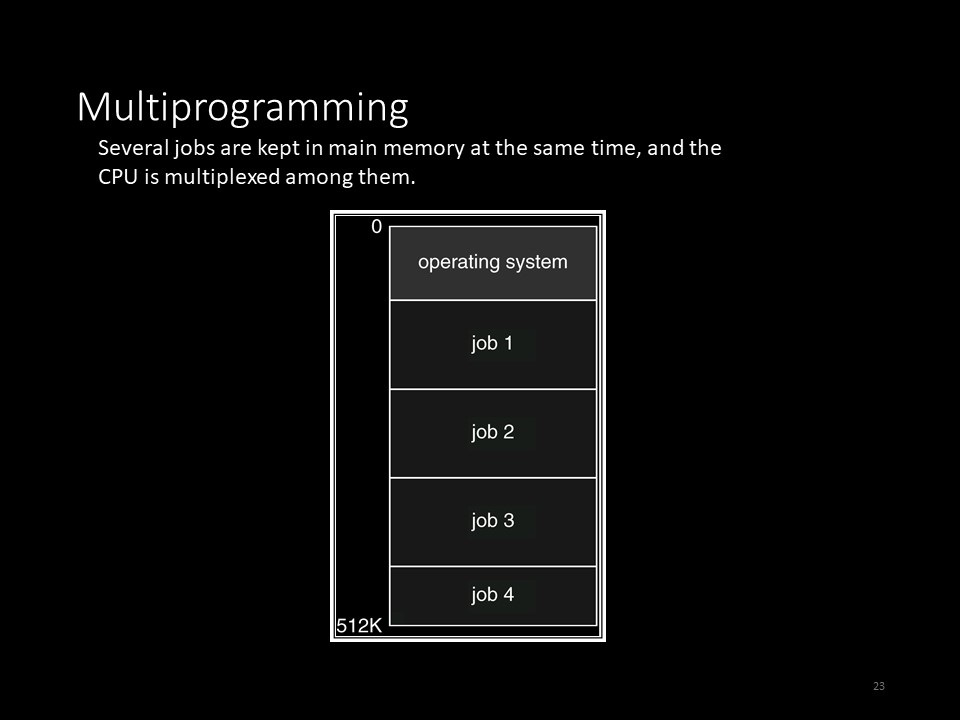 Multiprogramming
Several jobs are kept in main memory at the same time, and the
CPU is multiplexed among them.
0
operating system
job 1
job 2
job 3
job 4
512K
23